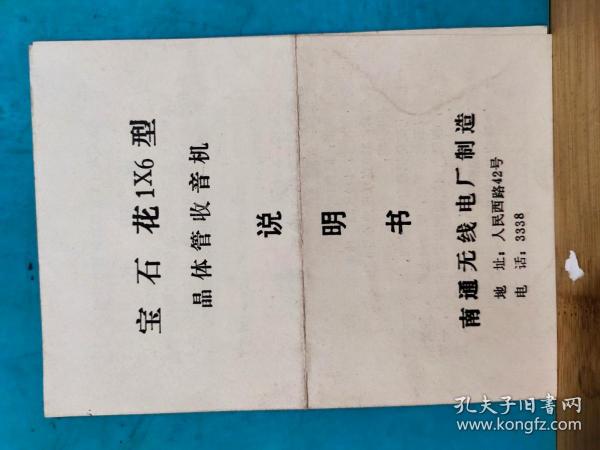 宝石花1X6型
晶体管收音机
说明书
南通无线电厂制造
地址：人民西路42号
电话：3338
孔夫子旧书网
www.kongfz.com